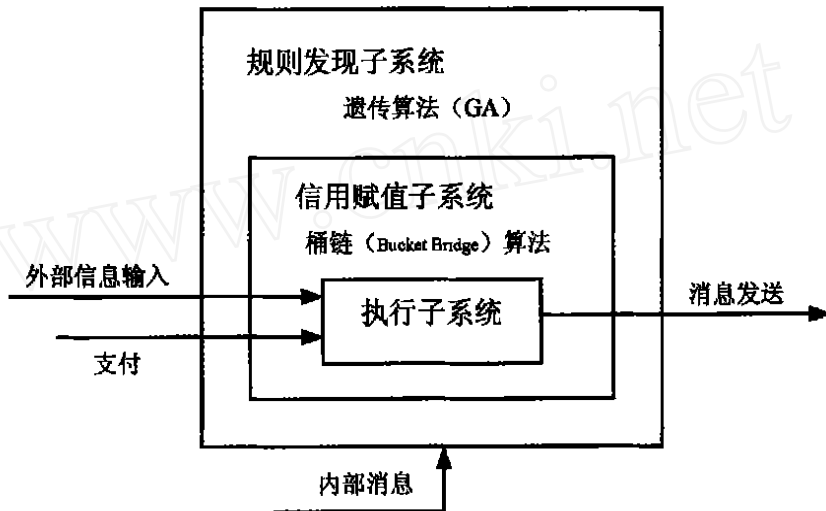 规则发现子系统
遗传算法（GA）
信用赋值子系统
桶链（Bucket Bridge）算法
外部信息输入
执行子系统
消息发送
支付
内部消息
www.cnki.net